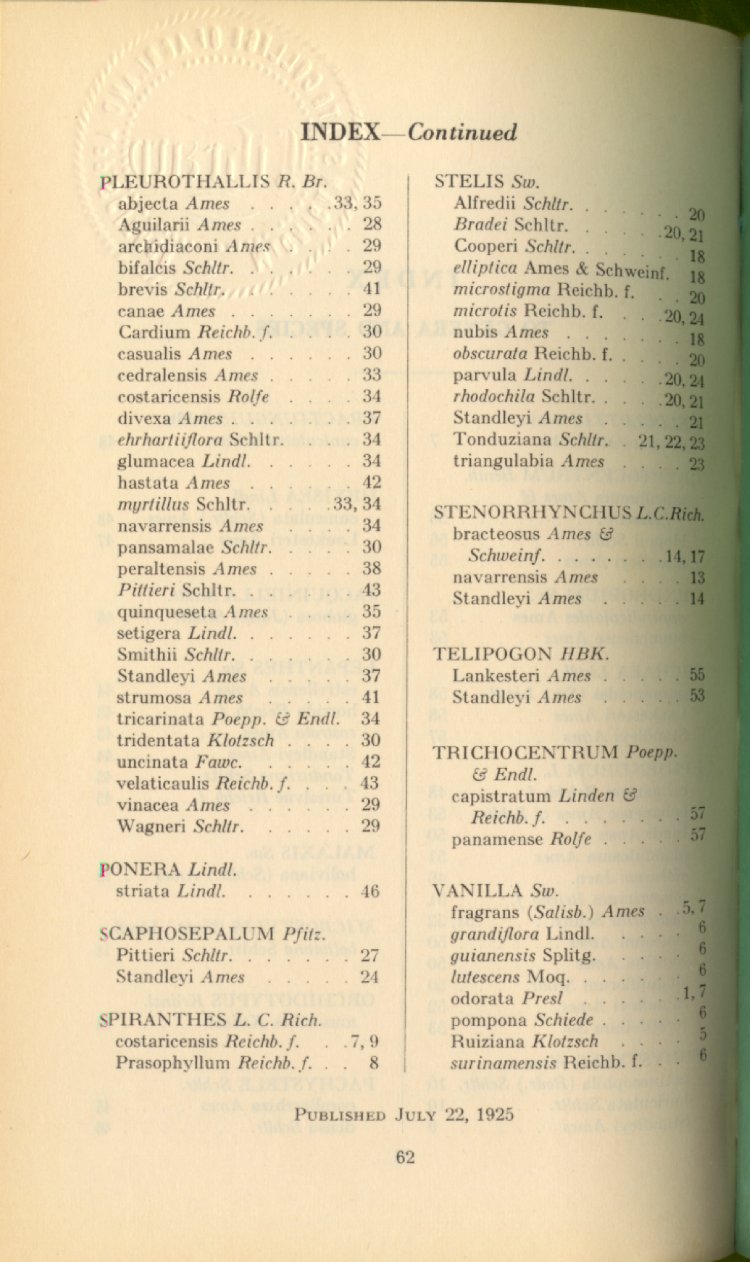 INDEX—Continued
PLEUROTHALLIS R. Br.
abjecta Ames . . . . .33, 35
Aguilarii Ames . . . . . . 28
archidiaconi Ames . . . . 29
bifalcis Schltr. . . . . . . 29
brevis Schltr. . . . . . . 41
canae Ames . . . . . . . 29
Cardium Reichb. f. . . . . 30
casualis Ames . . . . . . 30
cedralensis Ames . . . . . 33
costaricensis Rolfe . . . . 34
divexa Ames . . . . . . . 37
ehrhartiiflora Schltr. . . . 34
glumacea Lindl. . . . . . 34
hastata Ames . . . . . . 42
myrtillus Schltr. . . . . .33, 34
navarrensis Ames . . . . 34
pansamalae Schltr. . . . . 30
peraltensis Ames . . . . . 38
Pittieri Schltr. . . . . . . 43
quinqueseta Ames . . . . 35
setigera Lindl. . . . . . . 37
Smithii Schltr. . . . . . . 30
Standleyi Ames . . . . . 37
strumosa Ames . . . . . 41
tricarinata Poepp. & Endl. 34
tridentata Klotzsch . . . . 30
uncinata Fawc. . . . . . 42
velaticaulis Reichb. f. . . . 43
vinacea Ames . . . . . . 29
Wagneri Schltr. . . . . . 29
PONERA Lindl.
striata Lindl. . . . . . . 46
SCAPHOSEPALUM Pfitz.
Pittieri Schltr. . . . . . . 27
Standleyi Ames . . . . . 24
SPIRANTHES L. C. Rich.
costaricensis Reichb. f. . .7, 9
Prasophyllum Reichb. f. . . 8
STELIS Sw.
Alfredii Schltr. . . . . . . 20
Bradei Schltr. . . . . .20, 21
Cooperi Schltr. . . . . . . 18
elliptica Ames & Schweinf. 18
microstigma Reichb. f. . . 20
microtis Reichb. f. . . .20, 24
nubis Ames . . . . . . . 18
obscurata Reichb. f. . . . . 20
parvula Lindl. . . . . .20, 24
rhodochila Schltr. . . . .20, 21
Standleyi Ames . . . . . 21
Tonduziana Schltr. . 21, 22, 23
triangulabia Ames . . . . 23
STENORRHYNCHUS L.C.Rich.
bracteosus Ames &
Schweinf. . . . . . . .14, 17
navarrensis Ames . . . . 13
Standleyi Ames . . . . . 14
TELIPOGON HBK.
Lankesteri Ames . . . . . 55
Standleyi Ames . . . . . 53
TRICHOCENTRUM Poepp.
& Endl.
capistratum Linden &
Reichb. f. . . . . . . . 57
panamense Rolfe . . . . . 57
VANILLA Sw.
fragrans (Salisb.) Ames . .5, 7
grandiflora Lindl. . . . . 6
guianensis Splitg. . . . . 6
lutescens Moq. . . . . . . 6
odorata Presl . . . . . .1, 7
pompona Schiede . . . . . 6
Ruiziana Klotzsch . . . . 5
surinamensis Reichb. f. . . 6
PUBLISHED JULY 22, 1925
62